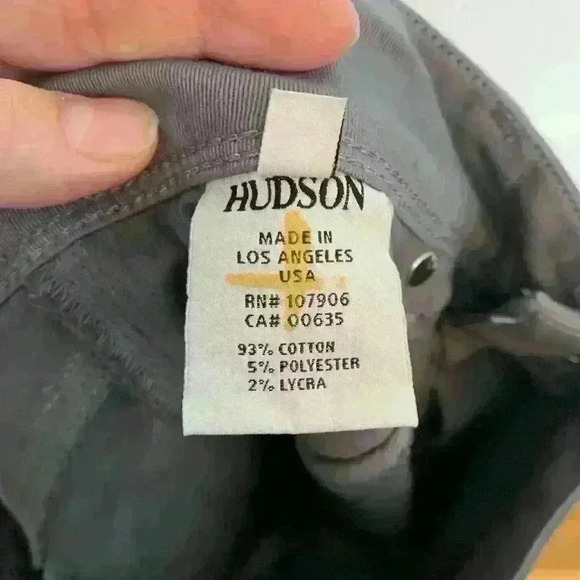 HUDSON
MADE IN
LOS ANGELES
USA
RN# 107906
CA# 00635
93% COTTON
5% POLYESTER
2% LYCRA